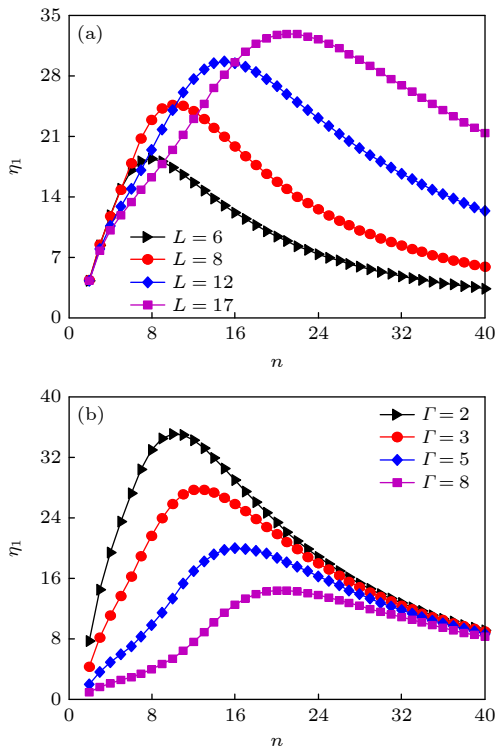 (a)
35
28
21
14
7
0
η₁
L = 6
L = 8
L = 12
L = 17
0 8 16 24 32 40
n
(b)
40
32
24
16
8
0
η₁
Γ = 2
Γ = 3
Γ = 5
Γ = 8
0 8 16 24 32 40
n